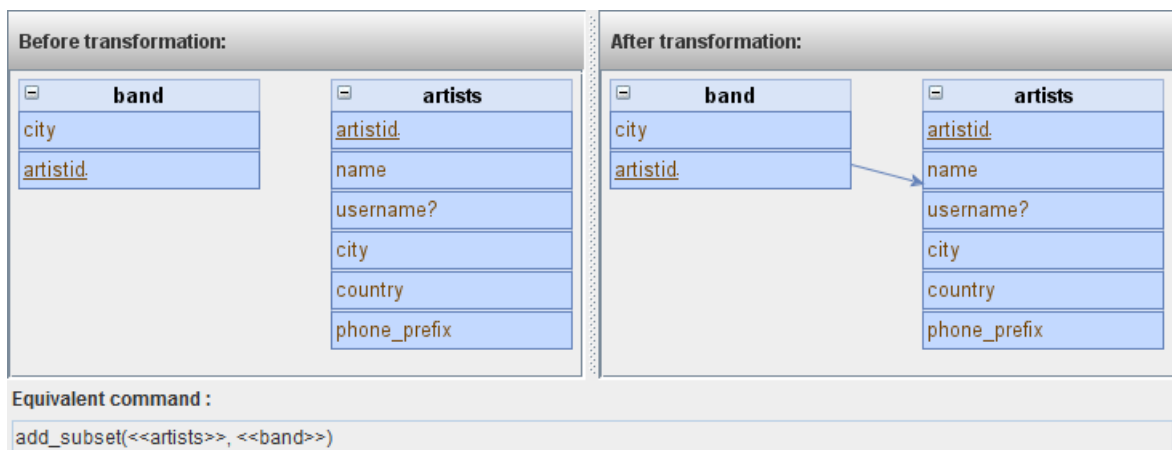 Before transformation:
band
city
artistid
artists
artistid
name
username?
city
country
phone_prefix
After transformation:
band
city
artistid
artists
artistid
name
username?
city
country
phone_prefix
Equivalent command :
add_subset(<<artists>>, <<band>>)